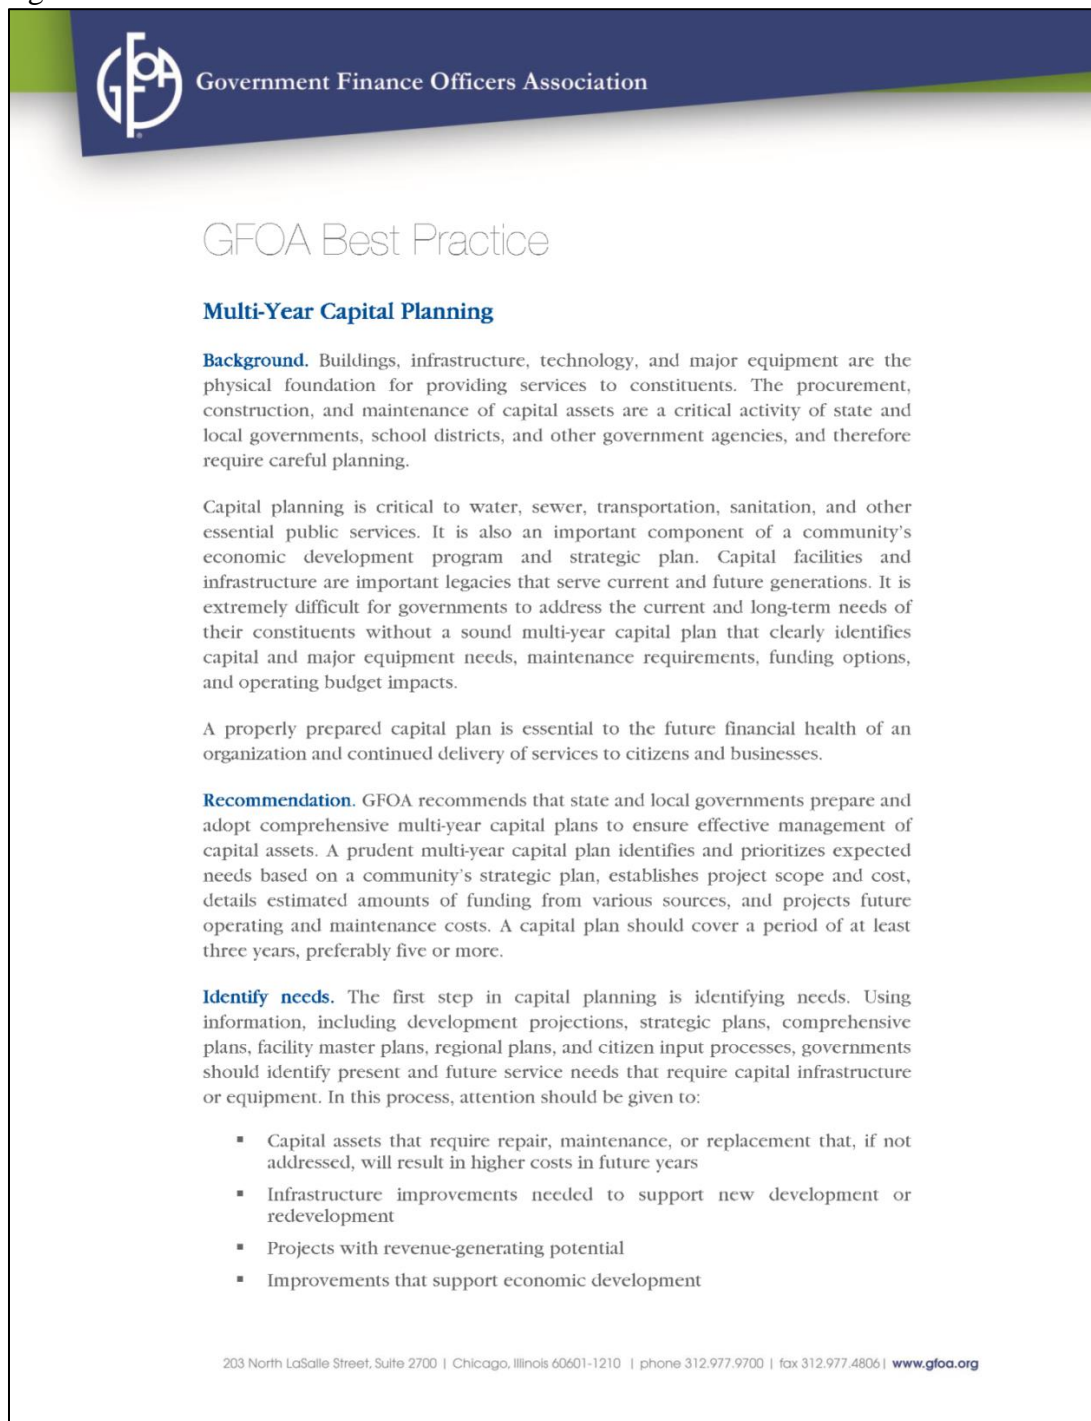 GFOA
Government Finance Officers Association
GFOA Best Practice
Multi-Year Capital Planning
Background. Buildings, infrastructure, technology, and major equipment are the
physical foundation for providing services to constituents. The procurement,
construction, and maintenance of capital assets are a critical activity of state and
local governments, school districts, and other government agencies, and therefore
require careful planning.
Capital planning is critical to water, sewer, transportation, sanitation, and other
essential public services. It is also an important component of a community's
economic development program and strategic plan. Capital facilities and
infrastructure are important legacies that serve current and future generations. It is
extremely difficult for governments to address the current and long-term needs of
their constituents without a sound multi-year capital plan that clearly identifies
capital and major equipment needs, maintenance requirements, funding options,
and operating budget impacts.
A properly prepared capital plan is essential to the future financial health of an
organization and continued delivery of services to citizens and businesses.
Recommendation. GFOA recommends that state and local governments prepare and
adopt comprehensive multi-year capital plans to ensure effective management of
capital assets. A prudent multi-year capital plan identifies and prioritizes expected
needs based on a community's strategic plan, establishes project scope and cost,
details estimated amounts of funding from various sources, and projects future
operating and maintenance costs. A capital plan should cover a period of at least
three years, preferably five or more.
Identify needs. The first step in capital planning is identifying needs. Using
information, including development projections, strategic plans, comprehensive
plans, facility master plans, regional plans, and citizen input processes, governments
should identify present and future service needs that require capital infrastructure
or equipment. In this process, attention should be given to:
▪ Capital assets that require repair, maintenance, or replacement that, if not
addressed, will result in higher costs in future years
▪ Infrastructure improvements needed to support new development or
redevelopment
▪ Projects with revenue-generating potential
▪ Improvements that support economic development
203 North LaSalle Street, Suite 2700 | Chicago, Illinois 60601-1210 | phone 312.977.9700 | fax 312.977.4806 | www.gfoa.org